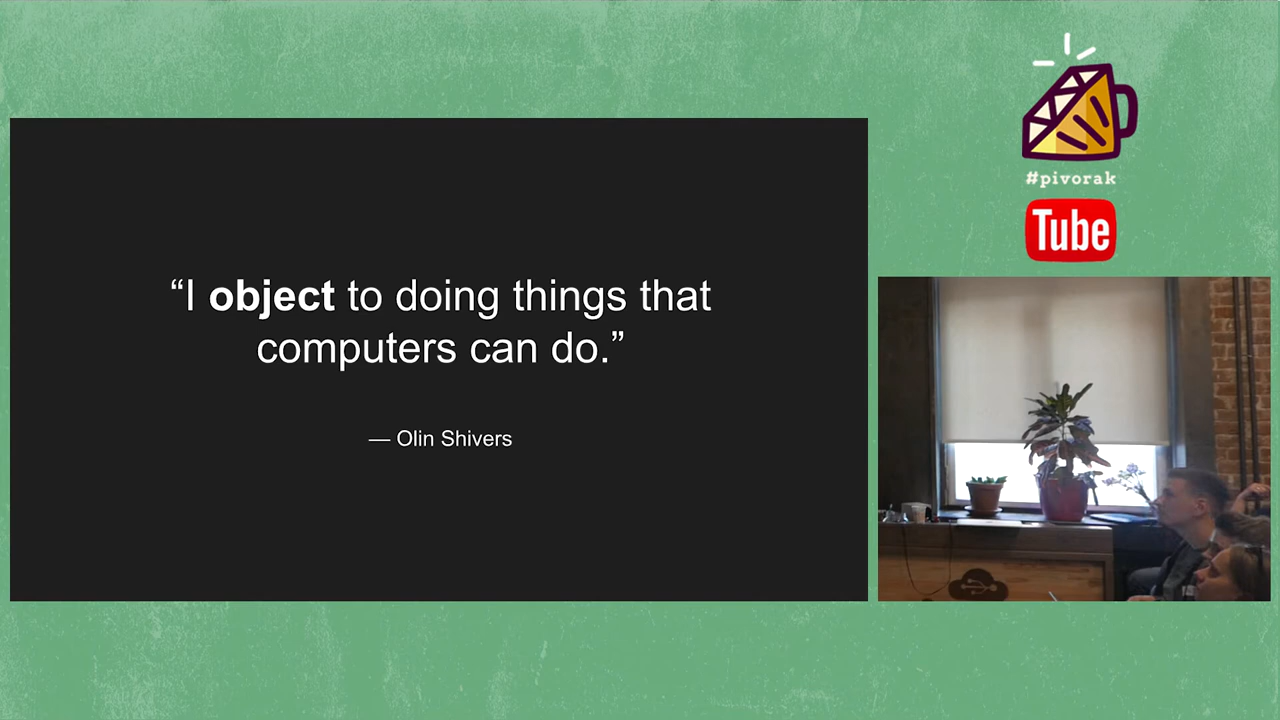 “I object to doing things that
computers can do.”
— Olin Shivers
#pivorak
Tube